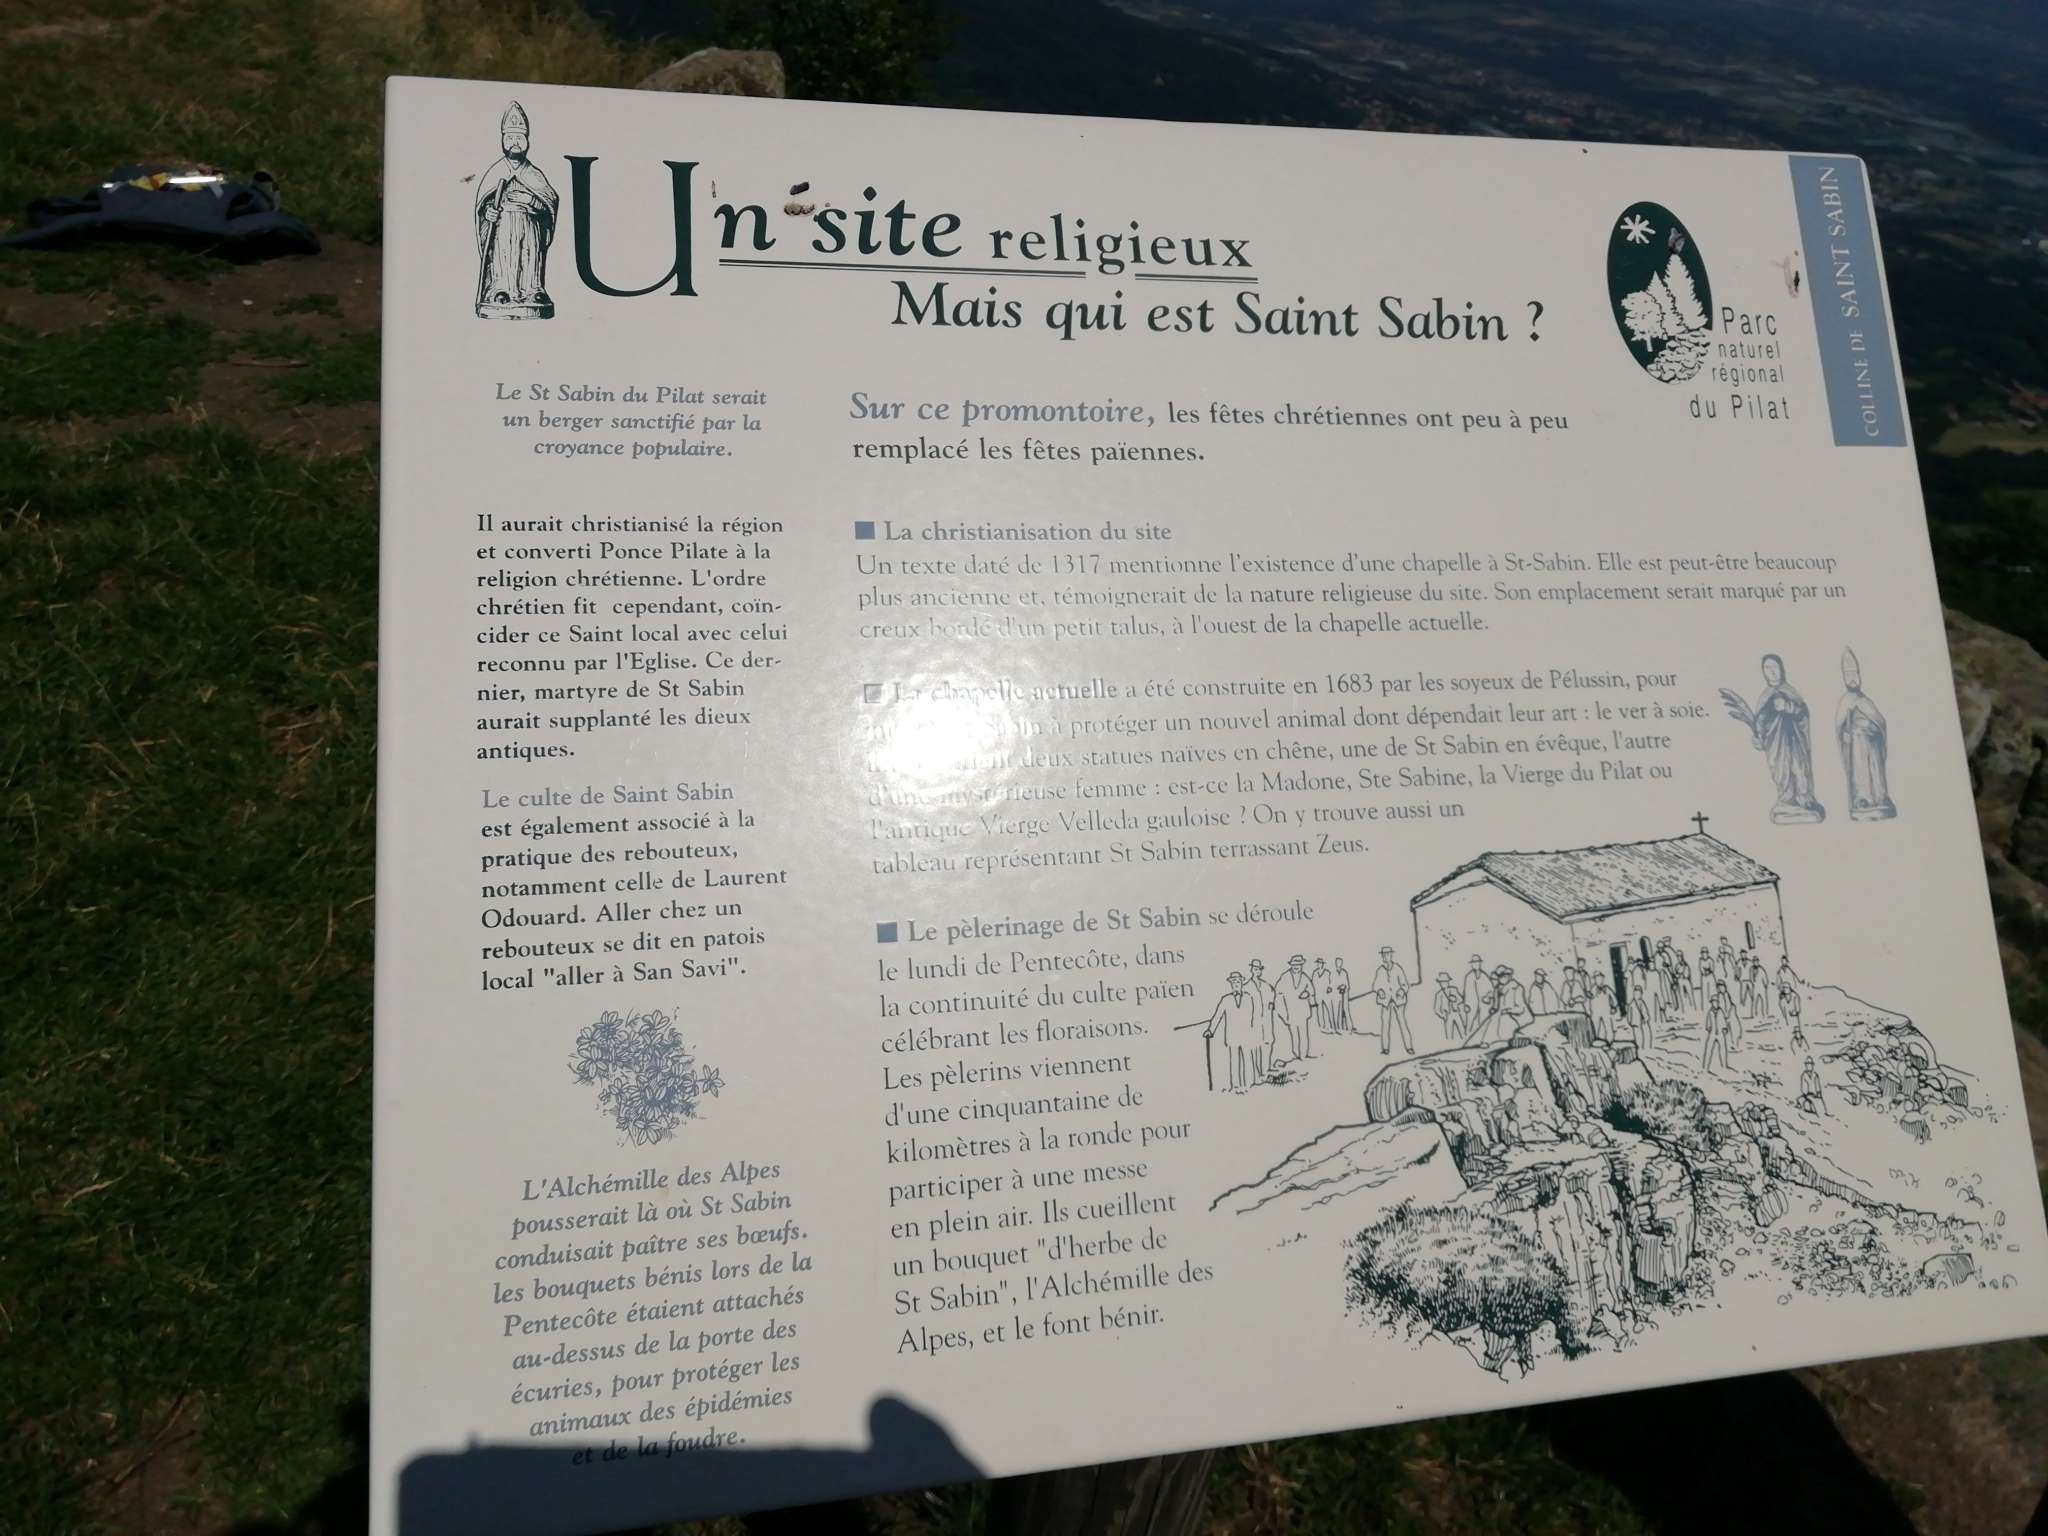 Un site religieux
Mais qui est Saint Sabin ?
Parc
naturel
régional
du Pilat
COLLINE DE SAINT SABIN
Le St Sabin du Pilat serait
un berger sanctifié par la
croyance populaire.
Il aurait christianisé la région
et converti Ponce Pilate à la
religion chrétienne. L'ordre
chrétien fit cependant, coïn-
cider ce Saint local avec celui
reconnu par l'Eglise. Ce der-
nier, martyre de St Sabin
aurait supplanté les dieux
antiques.
Le culte de Saint Sabin
est également associé à la
pratique des rebouteux,
notamment celle de Laurent
Odouard. Aller chez un
rebouteux se dit en patois
local "aller à San Savi".
L'Alchémille des Alpes
pousserait là où St Sabin
conduisait paître ses bœufs.
les bouquets bénis lors de la
Pentecôte étaient attachés
au-dessus de la porte des
écuries, pour protéger les
animaux des épidémies
et de la foudre.
Sur ce promontoire, les fêtes chrétiennes ont peu à peu
remplacé les fêtes païennes.
La christianisation du site
Un texte daté de 1317 mentionne l'existence d'une chapelle à St-Sabin. Elle est peut-être beaucoup
plus ancienne et, témoignerait de la nature religieuse du site. Son emplacement serait marqué par un
creux bordé d'un petit talus, à l'ouest de la chapelle actuelle.
La chapelle actuelle a été construite en 1683 par les soyeux de Pélussin, pour
à protéger un nouvel animal dont dépendait leur art : le ver à soie.
deux statues naïves en chêne, une de St Sabin en évêque, l'autre
d'une mystérieuse femme : est-ce la Madone, Ste Sabine, la Vierge du Pilat ou
l'antique Vierge Velleda gauloise ? On y trouve aussi un
tableau représentant St Sabin terrassant Zeus.
Le pèlerinage de St Sabin se déroule
le lundi de Pentecôte, dans
la continuité du culte païen
célébrant les floraisons.
Les pèlerins viennent
d'une cinquantaine de
kilomètres à la ronde pour
participer à une messe
en plein air. Ils cueillent
un bouquet "d'herbe de
St Sabin", l'Alchémille des
Alpes, et le font bénir.